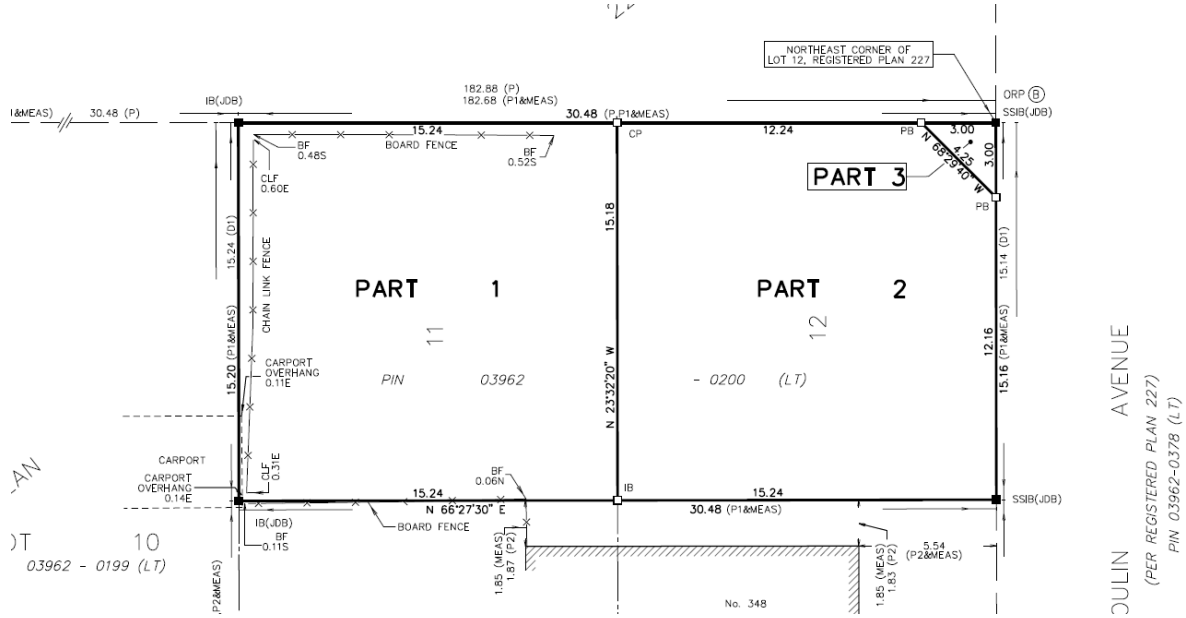 NORTHEAST CORNER OF
LOT 12, REGISTERED PLAN 227
ORP B
SSIB(JDB)
182.88 (P)
182.68 (P1&MEAS)
IB(JDB)
1&MEAS)
30.48 (P)
30.48 (P,P1&MEAS)
15.24
12.24
3.00
CP
PB
BF
0.48S
BOARD FENCE
BF
0.52S
4.25
N 68°29'40" W
3.00
PART 3
PB
CLF
0.60E
15.18
15.24 (D1)
CHAIN LINK FENCE
15.14 (D1)
PART 1
PART 2
11
12
15.20 (P1&MEAS)
12.16
15.16 (P1&MEAS)
CARPORT
OVERHANG
0.11E
PIN 03962 - 0200 (LT)
N 23°32'20" W
AVENUE
(PER REGISTERED PLAN 227)
PIN 03962-0378 (LT)
-AN
CARPORT
CARPORT
OVERHANG
0.14E
CLF
0.31E
BF
0.06N
IB
15.24
15.24
SSIB(JDB)
N 66°27'30" E
30.48 (P1&MEAS)
IB(JDB)
BOARD FENCE
BF
0.11S
OT 10
03962 - 0199 (LT)
P2&MEAS)
1.85 (MEAS)
1.87 (P2)
1.85 (MEAS)
1.83 (P2)
5.54
(P2&MEAS)
No. 348
OULIN